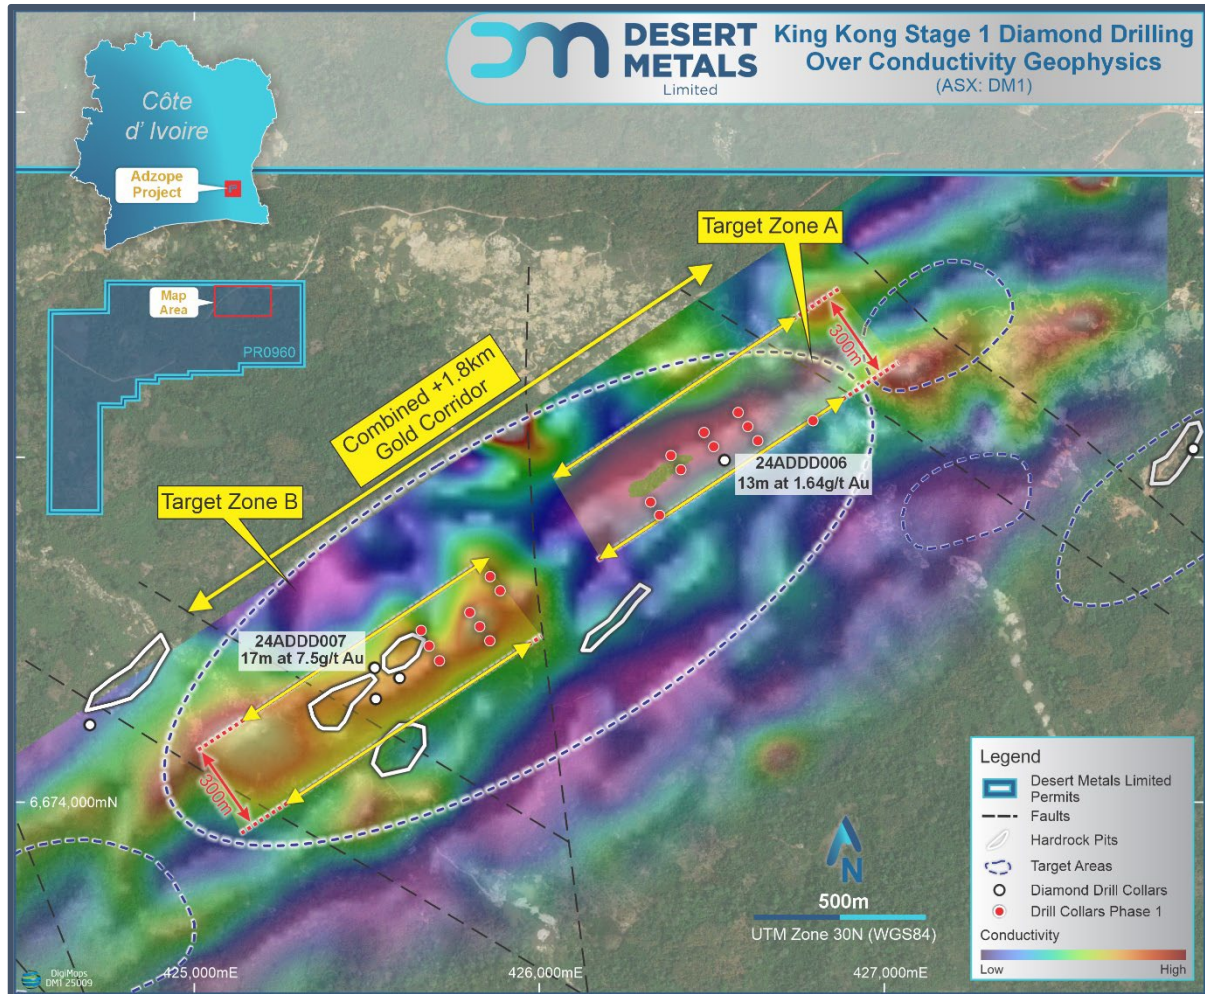 DM DESERT
METALS
Limited
King Kong Stage 1 Diamond Drilling
Over Conductivity Geophysics
(ASX: DM1)
Côte
d' Ivoire
Adzope
Project
Map
Area
PR0960
Target Zone A
300m
Combined +1.8km
Gold Corridor
Target Zone B
24ADDD006
13m at 1.64g/t Au
24ADDD007
17m at 7.5g/t Au
300m
6,674,000mN
500m
UTM Zone 30N (WGS84)
N
Legend
Desert Metals Limited
Permits
Faults
Hardrock Pits
Target Areas
Diamond Drill Collars
Drill Collars Phase 1
Conductivity
Low High
DigiMaps
DM1 25009
425,000mE
426,000mE
427,000mE